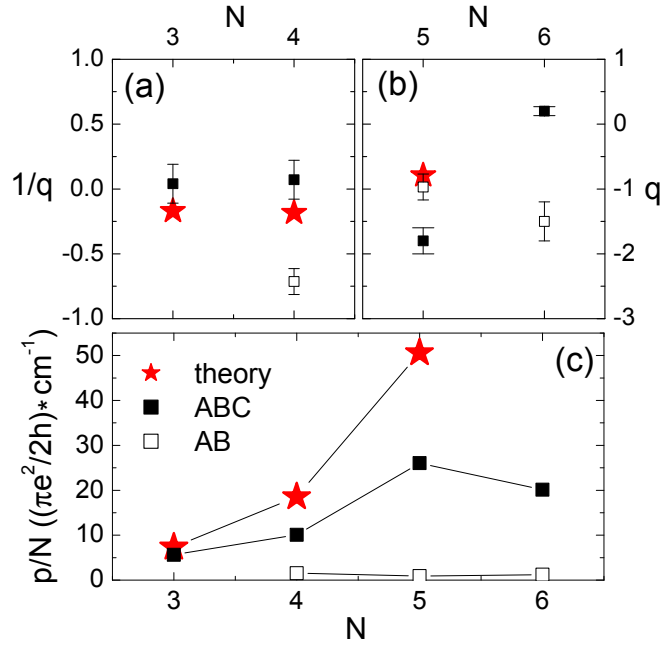 N N
3 4 5 6
1.0 (a) (b) 1
0.5 0
1/q 0.0 -1 q
-0.5 -2
-1.0 -3
50 theory (c)
40 ABC
30 AB
20
10
0
p/N ((πe²/2h)*cm⁻¹)
3 4 5 6
N